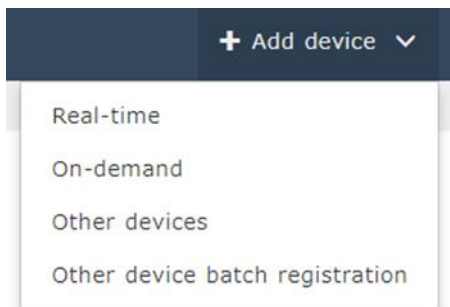 + Add device
Real-time
On-demand
Other devices
Other device batch registration